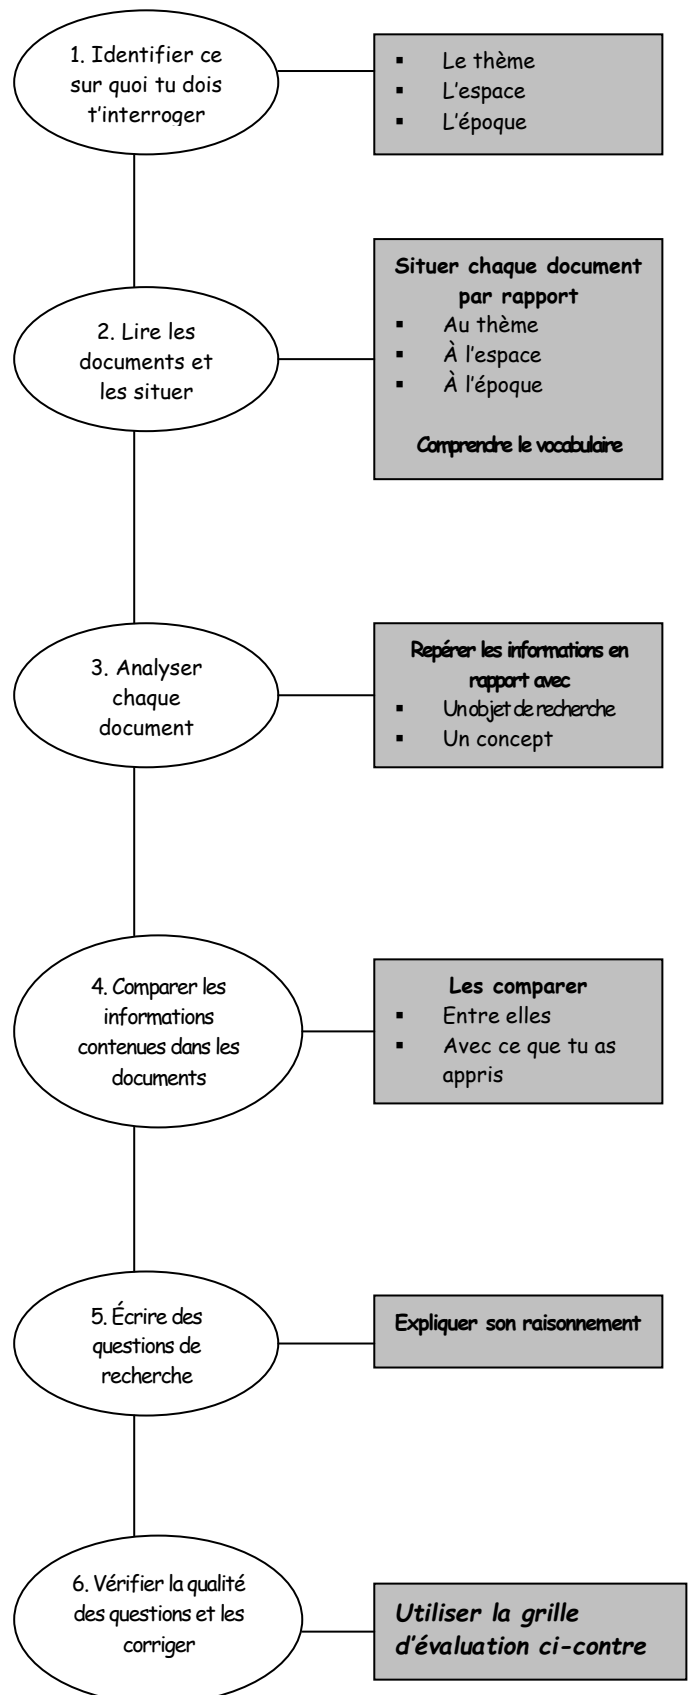 1. Identifier ce
sur quoi tu dois
t'interroger
▪ Le thème
▪ L'espace
▪ L'époque
2. Lire les
documents et
les situer
Situer chaque document
par rapport
▪ Au thème
▪ À l'espace
▪ À l'époque
Comprendre le vocabulaire
3. Analyser
chaque
document
Repérer les informations en
rapport avec
▪ Un objet de recherche
▪ Un concept
4. Comparer les
informations
contenues dans les
documents
Les comparer
▪ Entre elles
▪ Avec ce que tu as
appris
5. Écrire des
questions de
recherche
Expliquer son raisonnement
6. Vérifier la qualité
des questions et les
corriger
Utiliser la grille
d'évaluation ci-contre